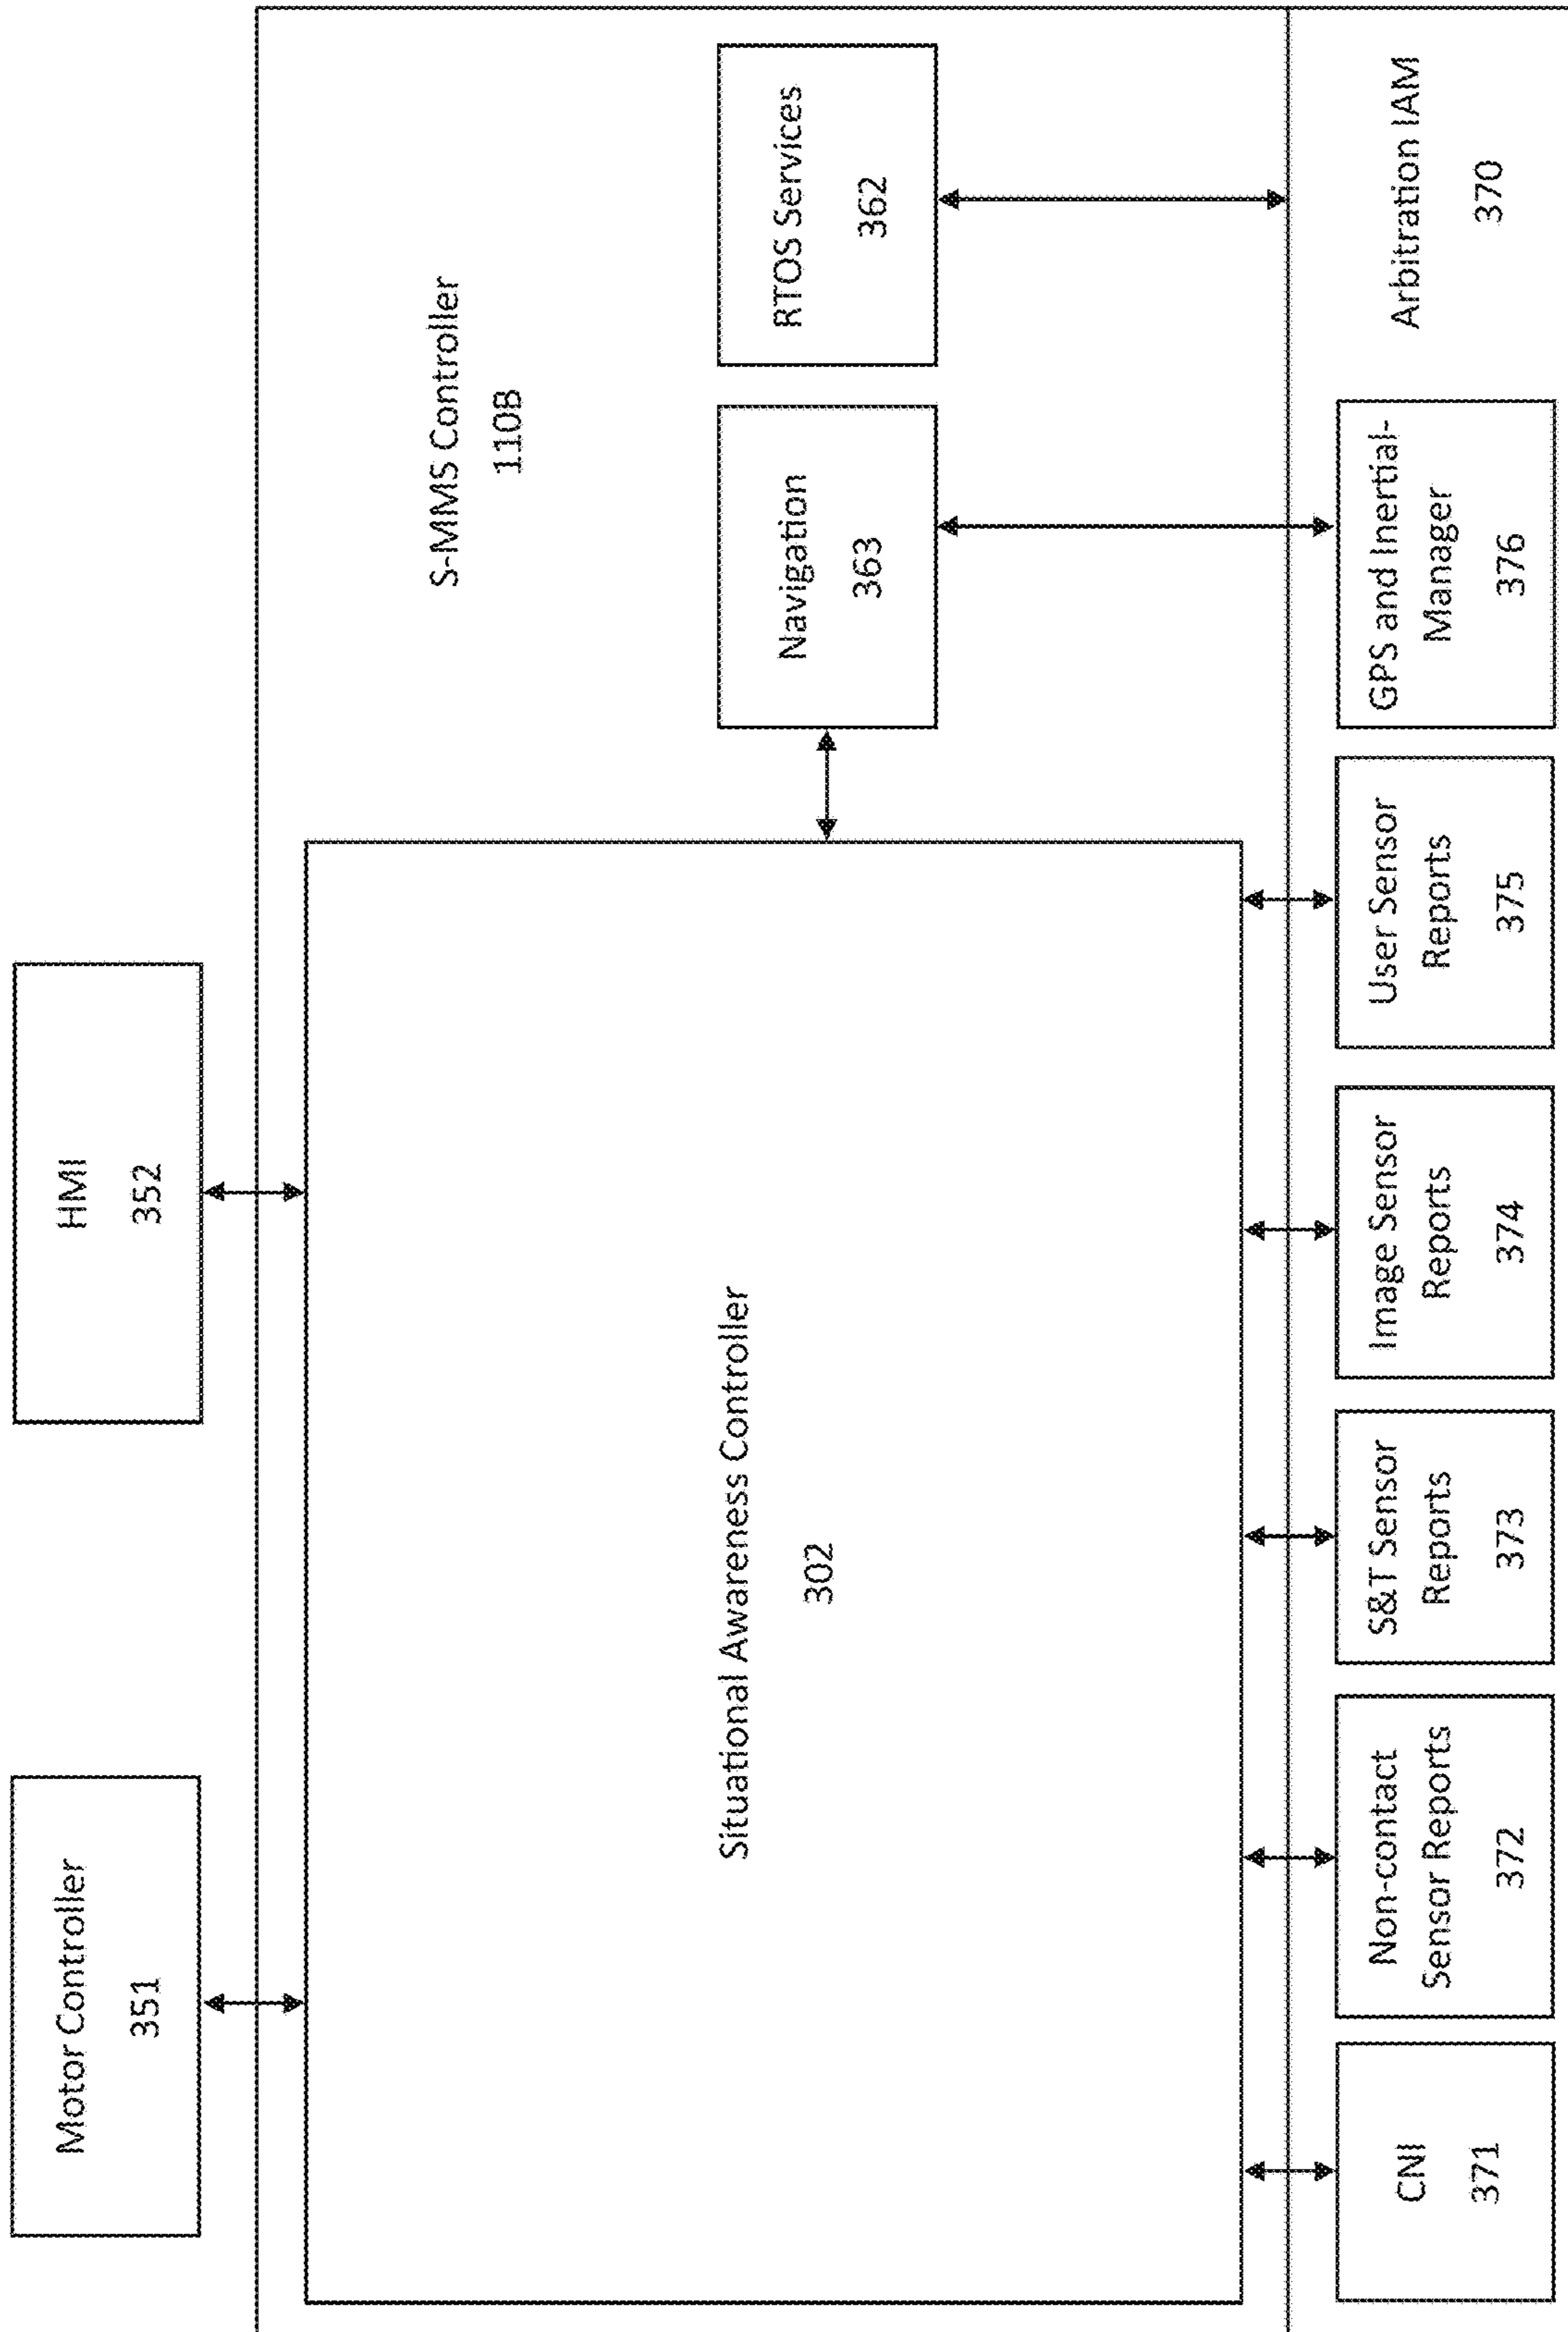 Motor Controller
351
HMI
352
S-MMS Controller
110B
Situational Awareness Controller
302
Navigation
363
RTOS Services
362
CNI
371
Non-contact
Sensor Reports
372
S&T Sensor
Reports
373
Image Sensor
Reports
374
User Sensor
Reports
375
GPS and Inertial-
Manager
376
Arbitration IAM
370